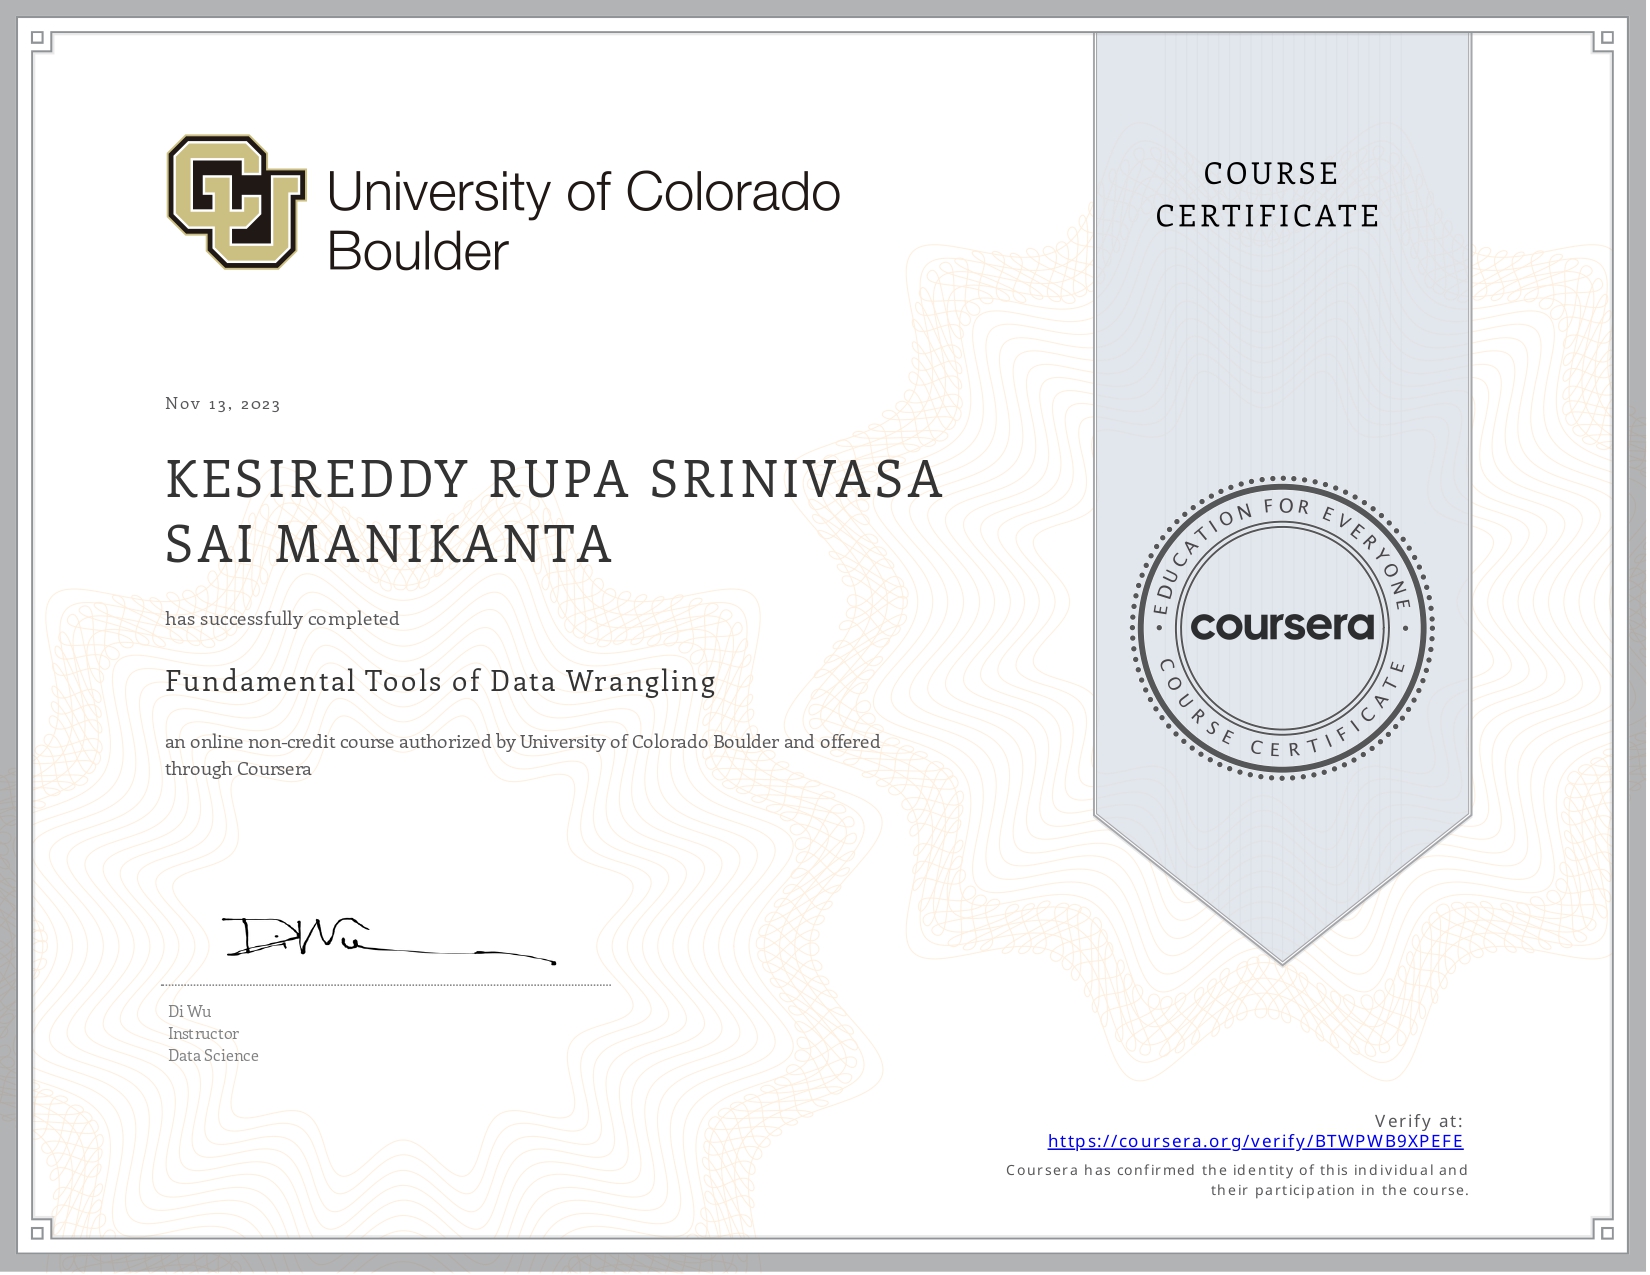 CU
University of Colorado
Boulder
COURSE
CERTIFICATE
Nov 13, 2023
KESIREDDY RUPA SRINIVASA
SAI MANIKANTA
has successfully completed
Fundamental Tools of Data Wrangling
an online non-credit course authorized by University of Colorado Boulder and offered
through Coursera
EDUCATION FOR EVERYONE
coursera
COURSE CERTIFICATE
Di Wu
Di Wu
Instructor
Data Science
Verify at:
https://coursera.org/verify/BTWPWB9XPEFE
Coursera has confirmed the identity of this individual and
their participation in the course.